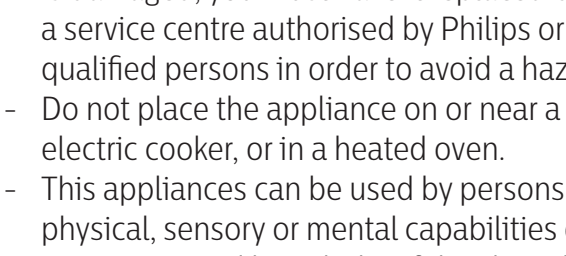 a service centre authorised by Philips or
qualified persons in order to avoid a
- Do not place the appliance on or near a
electric cooker, or in a heated oven.
- This appliances can be used by persons
physical, sensory or mental capabilities